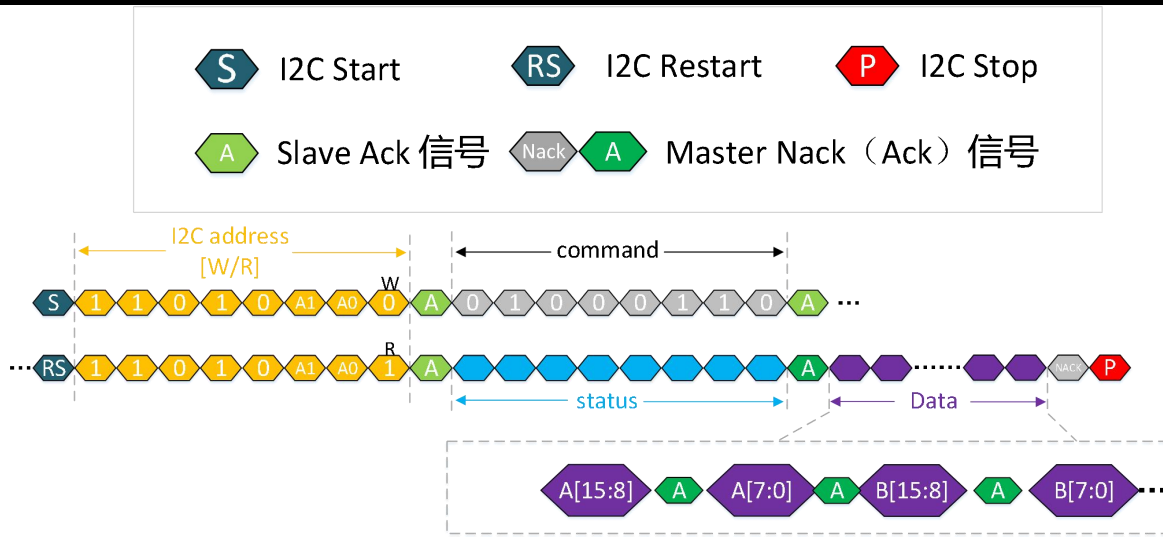 S I2C Start RS I2C Restart P I2C Stop
A Slave Ack 信号 Nack A Master Nack（Ack）信号
I2C address
[W/R]
command
W
S 1 1 0 1 0 A1 A0 0 A 0 1 0 0 0 1 1 0 A ...
R
...RS 1 1 0 1 0 A1 A0 1 A A ...... NACK P
status Data
A[15:8] A A[7:0] A B[15:8] A B[7:0] ...